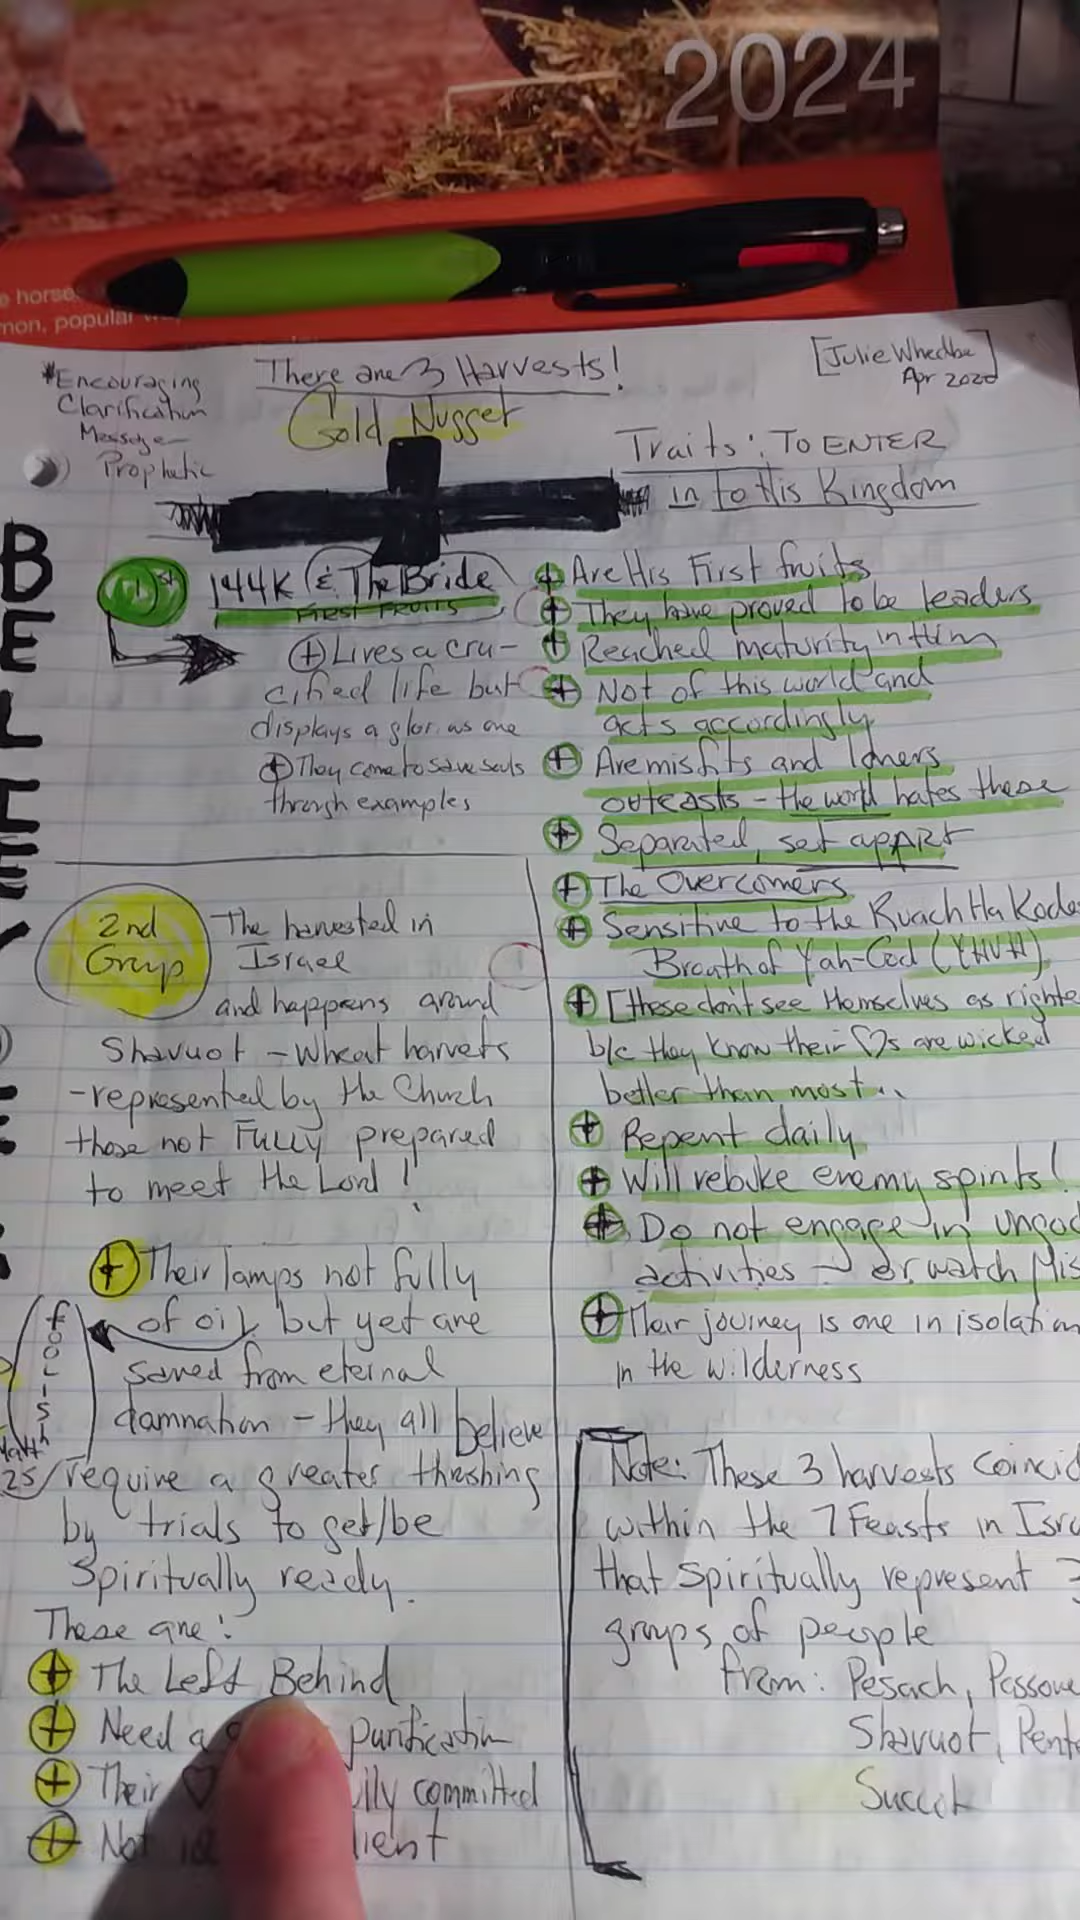 2024
e horse,
mon, popular
There are 3 Harvests!
[Julie Whedbee]
Apr 2020
*Encouraging
Clarification
Message-
Prophetic
Gold Nugget
Traits: TO ENTER
in to His Kingdom
BELIEV
1st
144K & The Bride
FIRST FRUITS
+ Lives a cru-
cified life but
displays a glor. as one
+ They come to save souls
through examples
+ Are His First fruits
+ They have proved to be leaders
+ Reached maturity in Him
+ Not of this world and
acts accordingly
+ Are misfits and loners
outcasts - the world hates these
+ Separated, set apART
+ The Overcomers
+ Sensitive to the Ruach Ha Kode
Breath of Yah-God (YHVH)
+ [these don't see themselves as righte
b/c they know their ♡s are wicked
better than most...
+ Repent daily
+ Will rebuke enemy spirits!
+ Do not engage in ungod
activities - or watch
+ Their journey is one in isolation
in the wilderness
2nd
Group
The harvested in
Israel
and happens around
Shavuot - Wheat harvets
- represented by the Church
those not FULLY prepared
to meet the Lord!
+ Their lamps not fully
of oil, but yet are
saved from eternal
damnation - they all believe
foolish
Matt
25
require a greater threshing
by trials to get/be
Spiritually ready.
These are:
+ The Left Behind
+ Need a purification
+ Their ♡ committed
+ Not
Note: These 3 harvests coincid
within the 7 Feasts in Isra
that spiritually represent 3
groups of people
from: Pesach, Passove
Shavuot, Pente
Succot